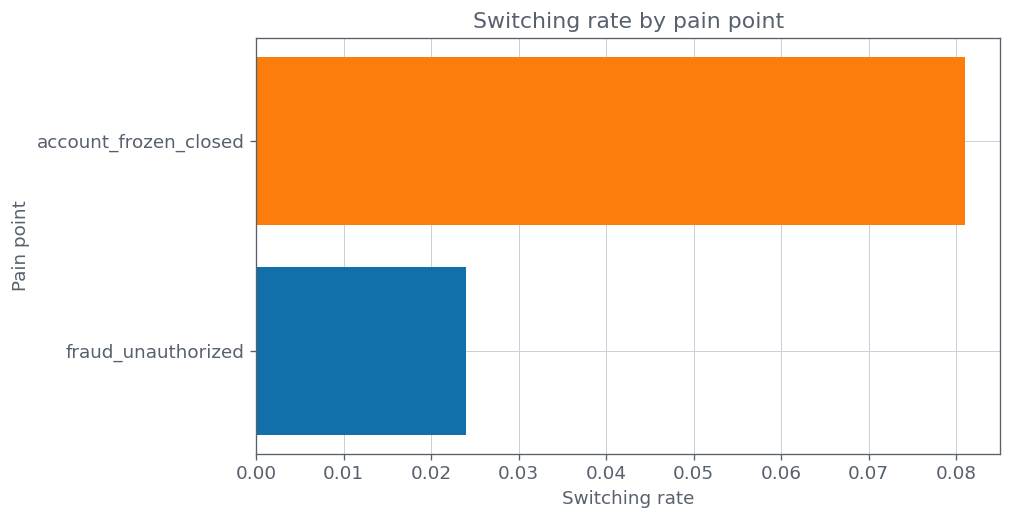 Switching rate by pain point
Pain point
account_frozen_closed
fraud_unauthorized
0.00 0.01 0.02 0.03 0.04 0.05 0.06 0.07 0.08
Switching rate